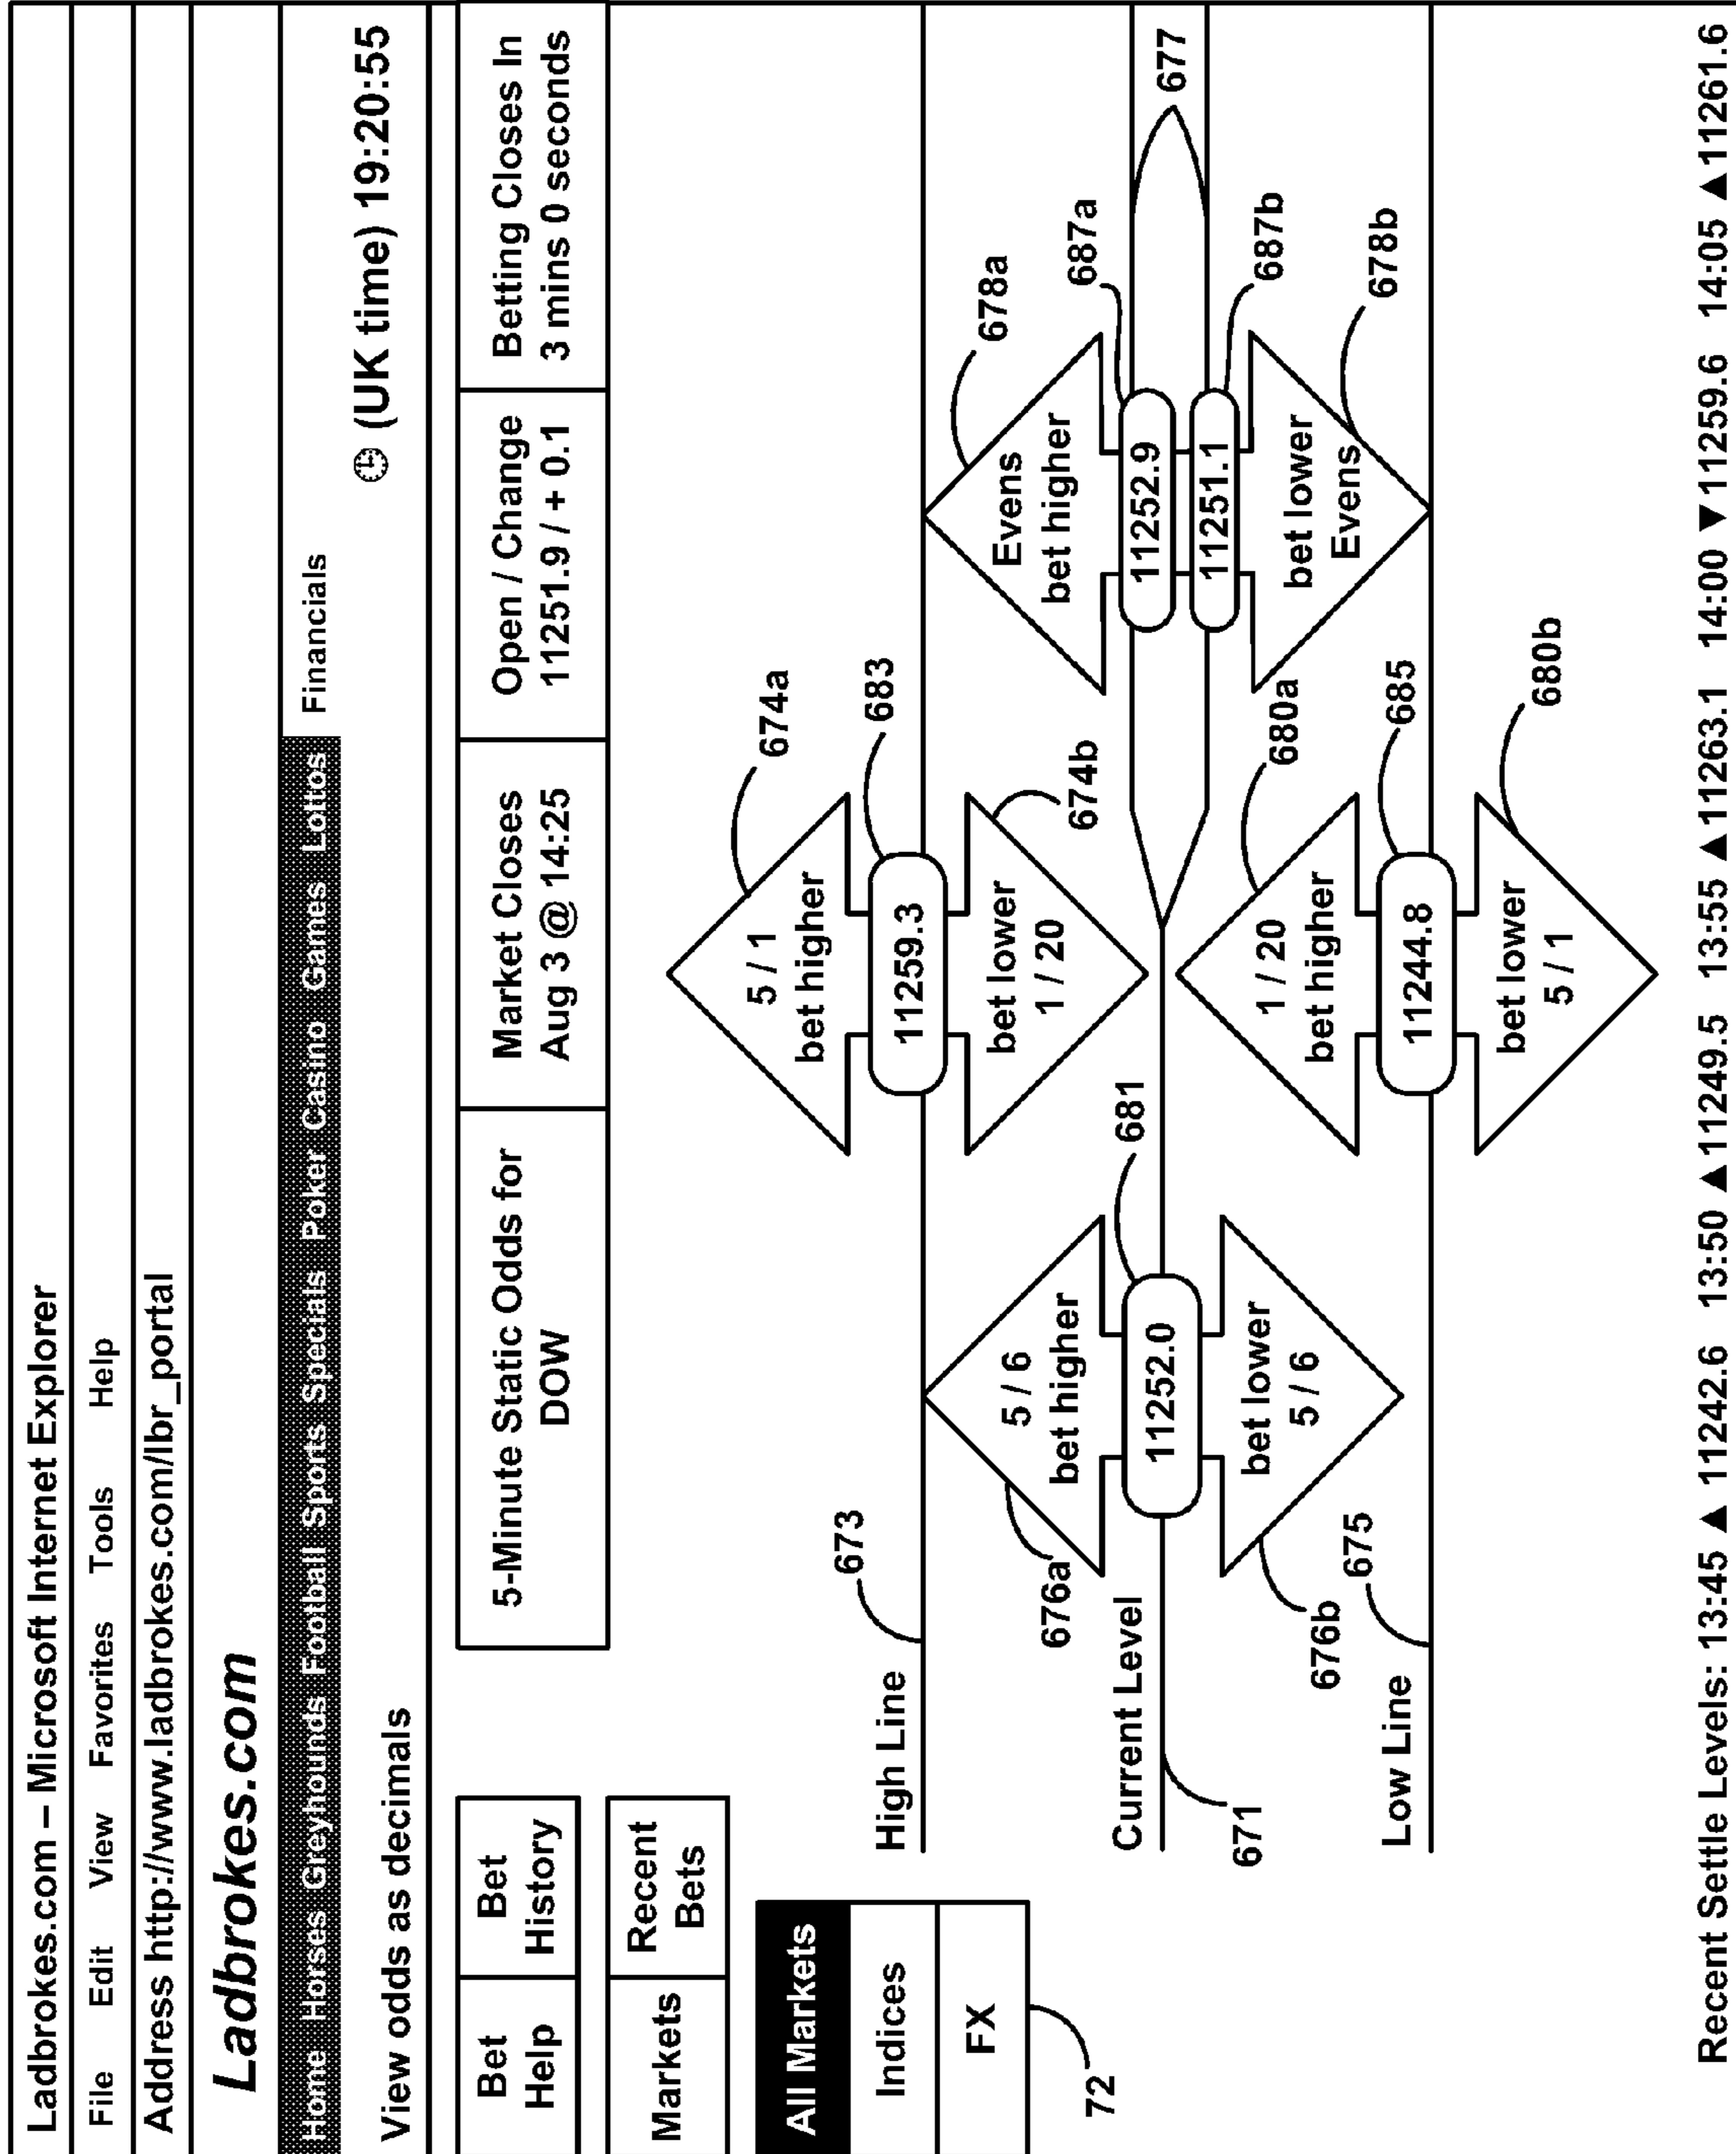 Ladbrokes.com – Microsoft Internet Explorer
File Edit View Favorites Tools Help
Address http://www.ladbrokes.com/lbr_portal
Ladbrokes.com
Home Horses Greyhounds Football Sports Specials Poker Casino Games Lottos Financials
View odds as decimals
(UK time) 19:20:55
Bet Help
Bet History
Markets
Recent Bets
All Markets
Indices
FX
72
5-Minute Static Odds for
DOW
Market Closes
Aug 3 @ 14:25
Open / Change
11251.9 / + 0.1
Betting Closes In
3 mins 0 seconds
High Line
673
5 / 1
bet higher
674a
11259.3
683
bet lower
1 / 20
674b
Current Level
671
5 / 6
bet higher
676a
11252.0
681
bet lower
5 / 6
676b
Evens
bet higher
678a
11252.9
687a
677
11251.1
687b
bet lower
Evens
678b
Low Line
675
1 / 20
bet higher
680a
11244.8
685
bet lower
5 / 1
680b
Recent Settle Levels: 13:45 ▲ 11242.6 13:50 ▲11249.5 13:55 ▲11263.1 14:00 ▼11259.6 14:05 ▲11261.6